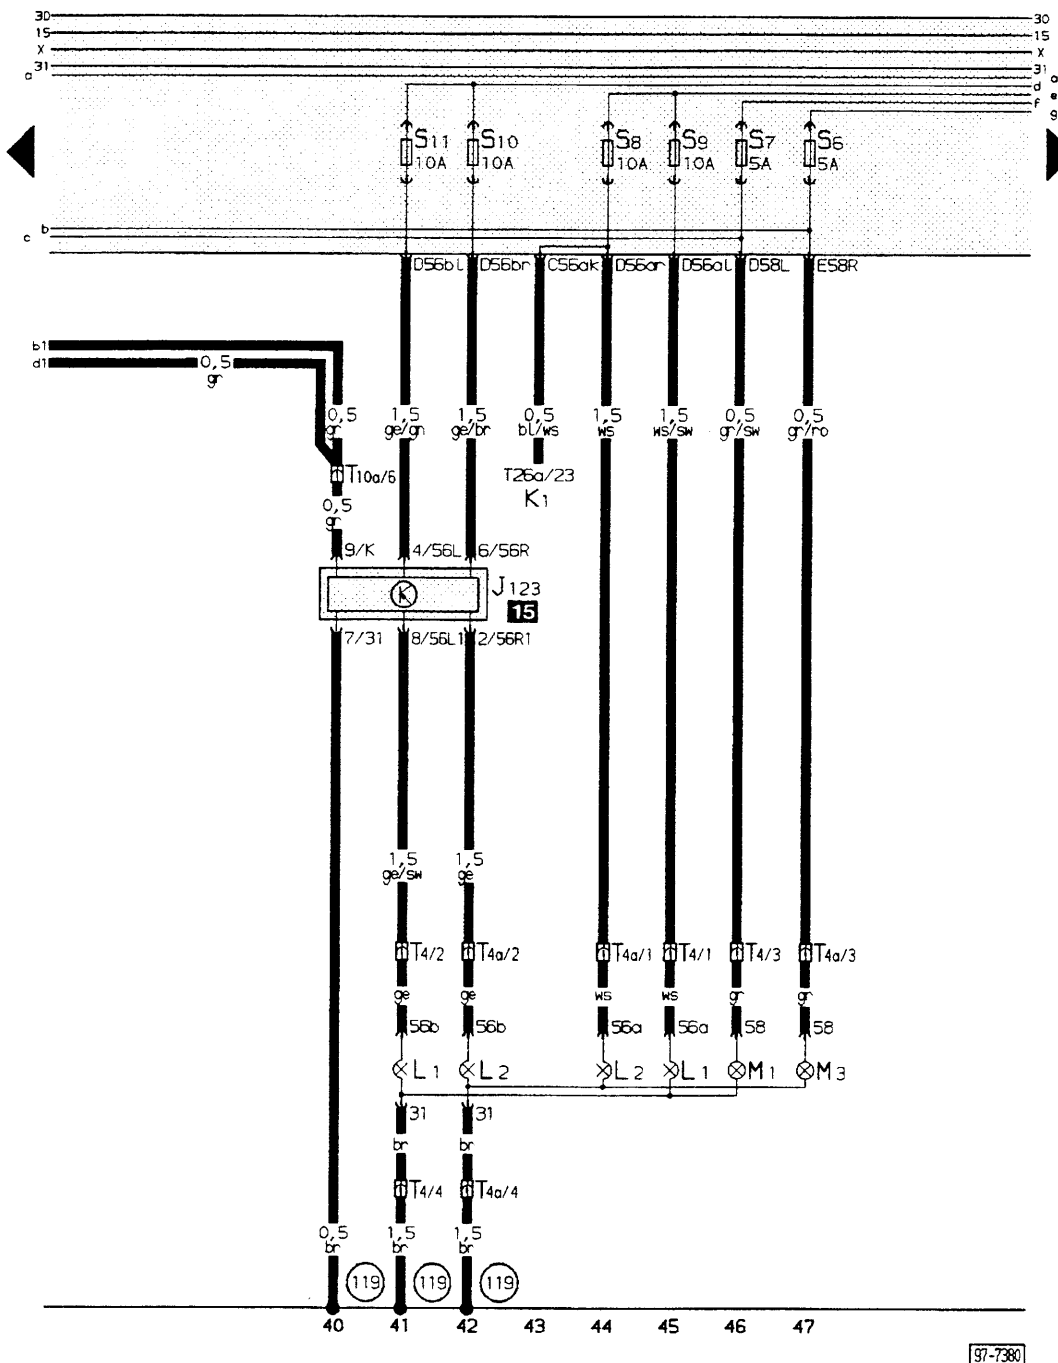 30 30
15 15
X X
31 31
a a
d
e
f
g
S11 S10 S8 S9 S7 S6
10A 10A 10A 10A 5A 5A
b
c
D56bl D56br C56ak D56ar D56al D58L E58R
b1
d1 0,5
gr
0,5 1,5 1,5 0,5 1,5 1,5 0,5 0,5
gr ge/gn ge/br bl/ws ws ws/sw gr/sw gr/ro
T10a/6 T26a/23
K1
0,5
gr
9/K 4/56L 6/56R
J123
15
7/31 8/56L1 2/56R1
1,5 1,5
ge/sw ge
T4/2 T4a/2 T4a/1 T4/1 T4/3 T4a/3
ge ge ws ws gr gr
56b 56b 56a 56a 58 58
L1 L2 L2 L1 M1 M3
31 31
br br
T4/4 T4a/4
0,5 1,5 1,5
br br br
119 119 119
40 41 42 43 44 45 46 47
97-7380